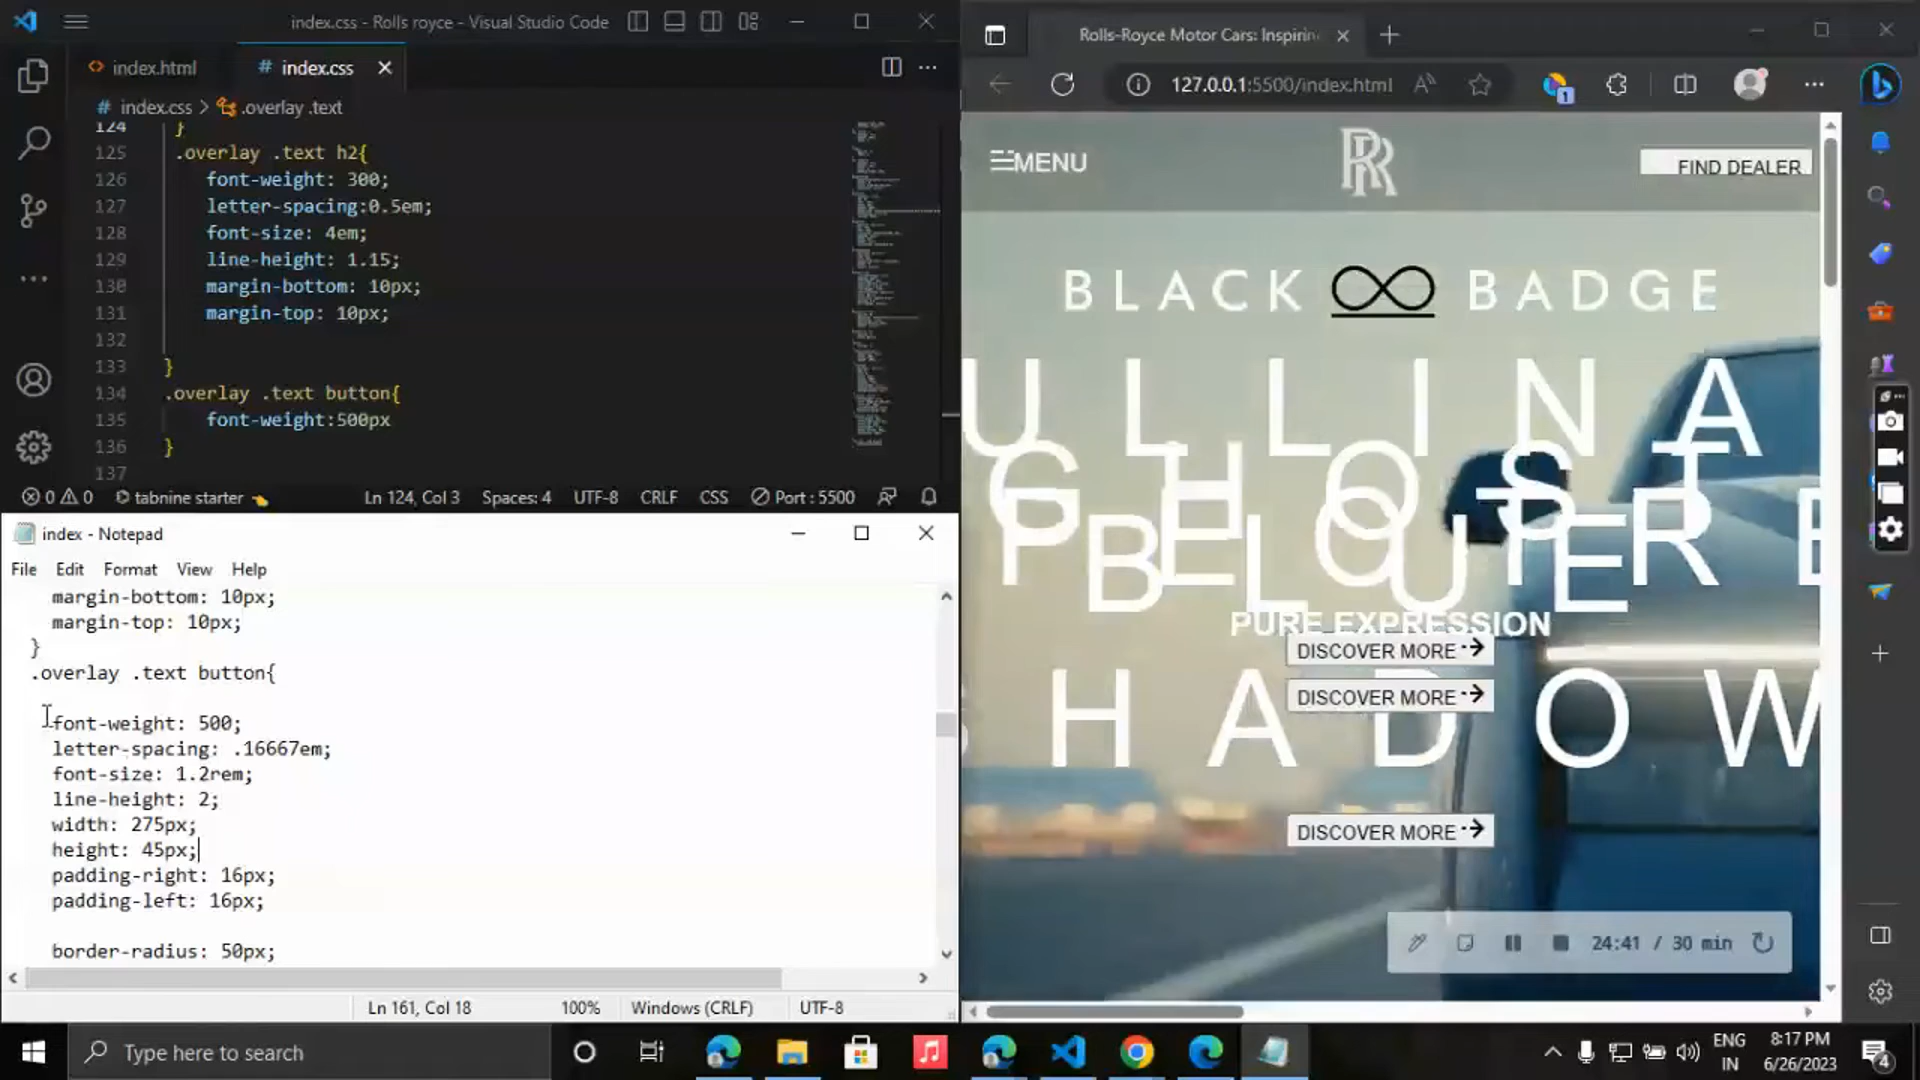 index.css - Rolls royce - Visual Studio Code
index.html
# index.css
# index.css > .overlay .text
124 }
125 .overlay .text h2{
126 font-weight: 300;
127 letter-spacing:0.5em;
128 font-size: 4em;
129 line-height: 1.15;
130 margin-bottom: 10px;
131 margin-top: 10px;
132
133 }
134 .overlay .text button{
135 font-weight:500px
136 }
137
0 0 tabnine starter Ln 124, Col 3 Spaces: 4 UTF-8 CRLF CSS Port : 5500
index - Notepad
File Edit Format View Help
margin-bottom: 10px;
margin-top: 10px;
}
.overlay .text button{
font-weight: 500;
letter-spacing: .16667em;
font-size: 1.2rem;
line-height: 2;
width: 275px;
height: 45px;
padding-right: 16px;
padding-left: 16px;
border-radius: 50px;
Ln 161, Col 18 100% Windows (CRLF) UTF-8
Rolls-Royce Motor Cars: Inspirin
127.0.0.1:5500/index.html
1
MENU
RR
FIND DEALER
BLACK BADGE
ULLINA
GHOST
BLUE
PURE EXPRESSION
DISCOVER MORE
DISCOVER MORE
SHADOW
DISCOVER MORE
24:41 / 30 min
Type here to search
ENG
IN
8:17 PM
6/26/2023
4